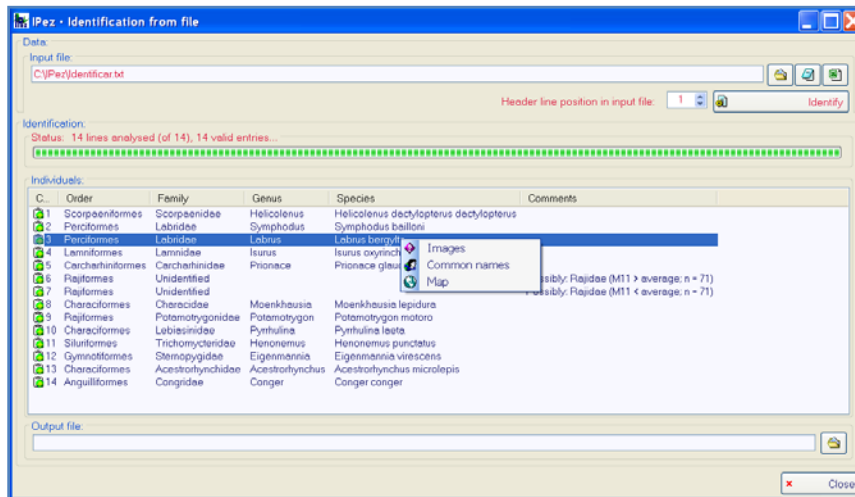 IPez - Identification from file
Data:
Input file:
C:\IPez\Identificar.txt
Header line position in input file: 1 Identify
Identification:
Status: 14 lines analysed (of 14), 14 valid entries...
Individuals:
C... Order Family Genus Species Comments
1 Scorpaeniformes Scorpaenidae Helicolenus Helicolenus dactylopterus dactylopterus
2 Perciformes Labridae Symphodus Symphodus bailloni
3 Perciformes Labridae Labrus Labrus bergylt
Images
4 Lamniformes Lamnidae Isurus Isurus oxyrinch
5 Carcharhiniformes Carcharhinidae Prionace Prionace glau
Common names
6 Rajiformes Unidentified Possibly: Rajidae (M11 > average; n = 71)
Map
7 Rajiformes Unidentified Possibly: Rajidae (M11 < average; n = 71)
8 Characiformes Characidae Moenkhausia Moenkhausia lepidura
9 Rajiformes Potamotrygonidae Potamotrygon Potamotrygon motoro
10 Characiformes Lebiasinidae Pyrrhulina Pyrrhulina laeta
11 Siluriformes Trichomycteridae Henonemus Henonemus punctatus
12 Gymnotiformes Sternopygidae Eigenmannia Eigenmannia virescens
13 Characiformes Acestrorhynchidae Acestrorhynchus Acestrorhynchus microlepis
14 Anguilliformes Congridae Conger Conger conger
Output file:
Close